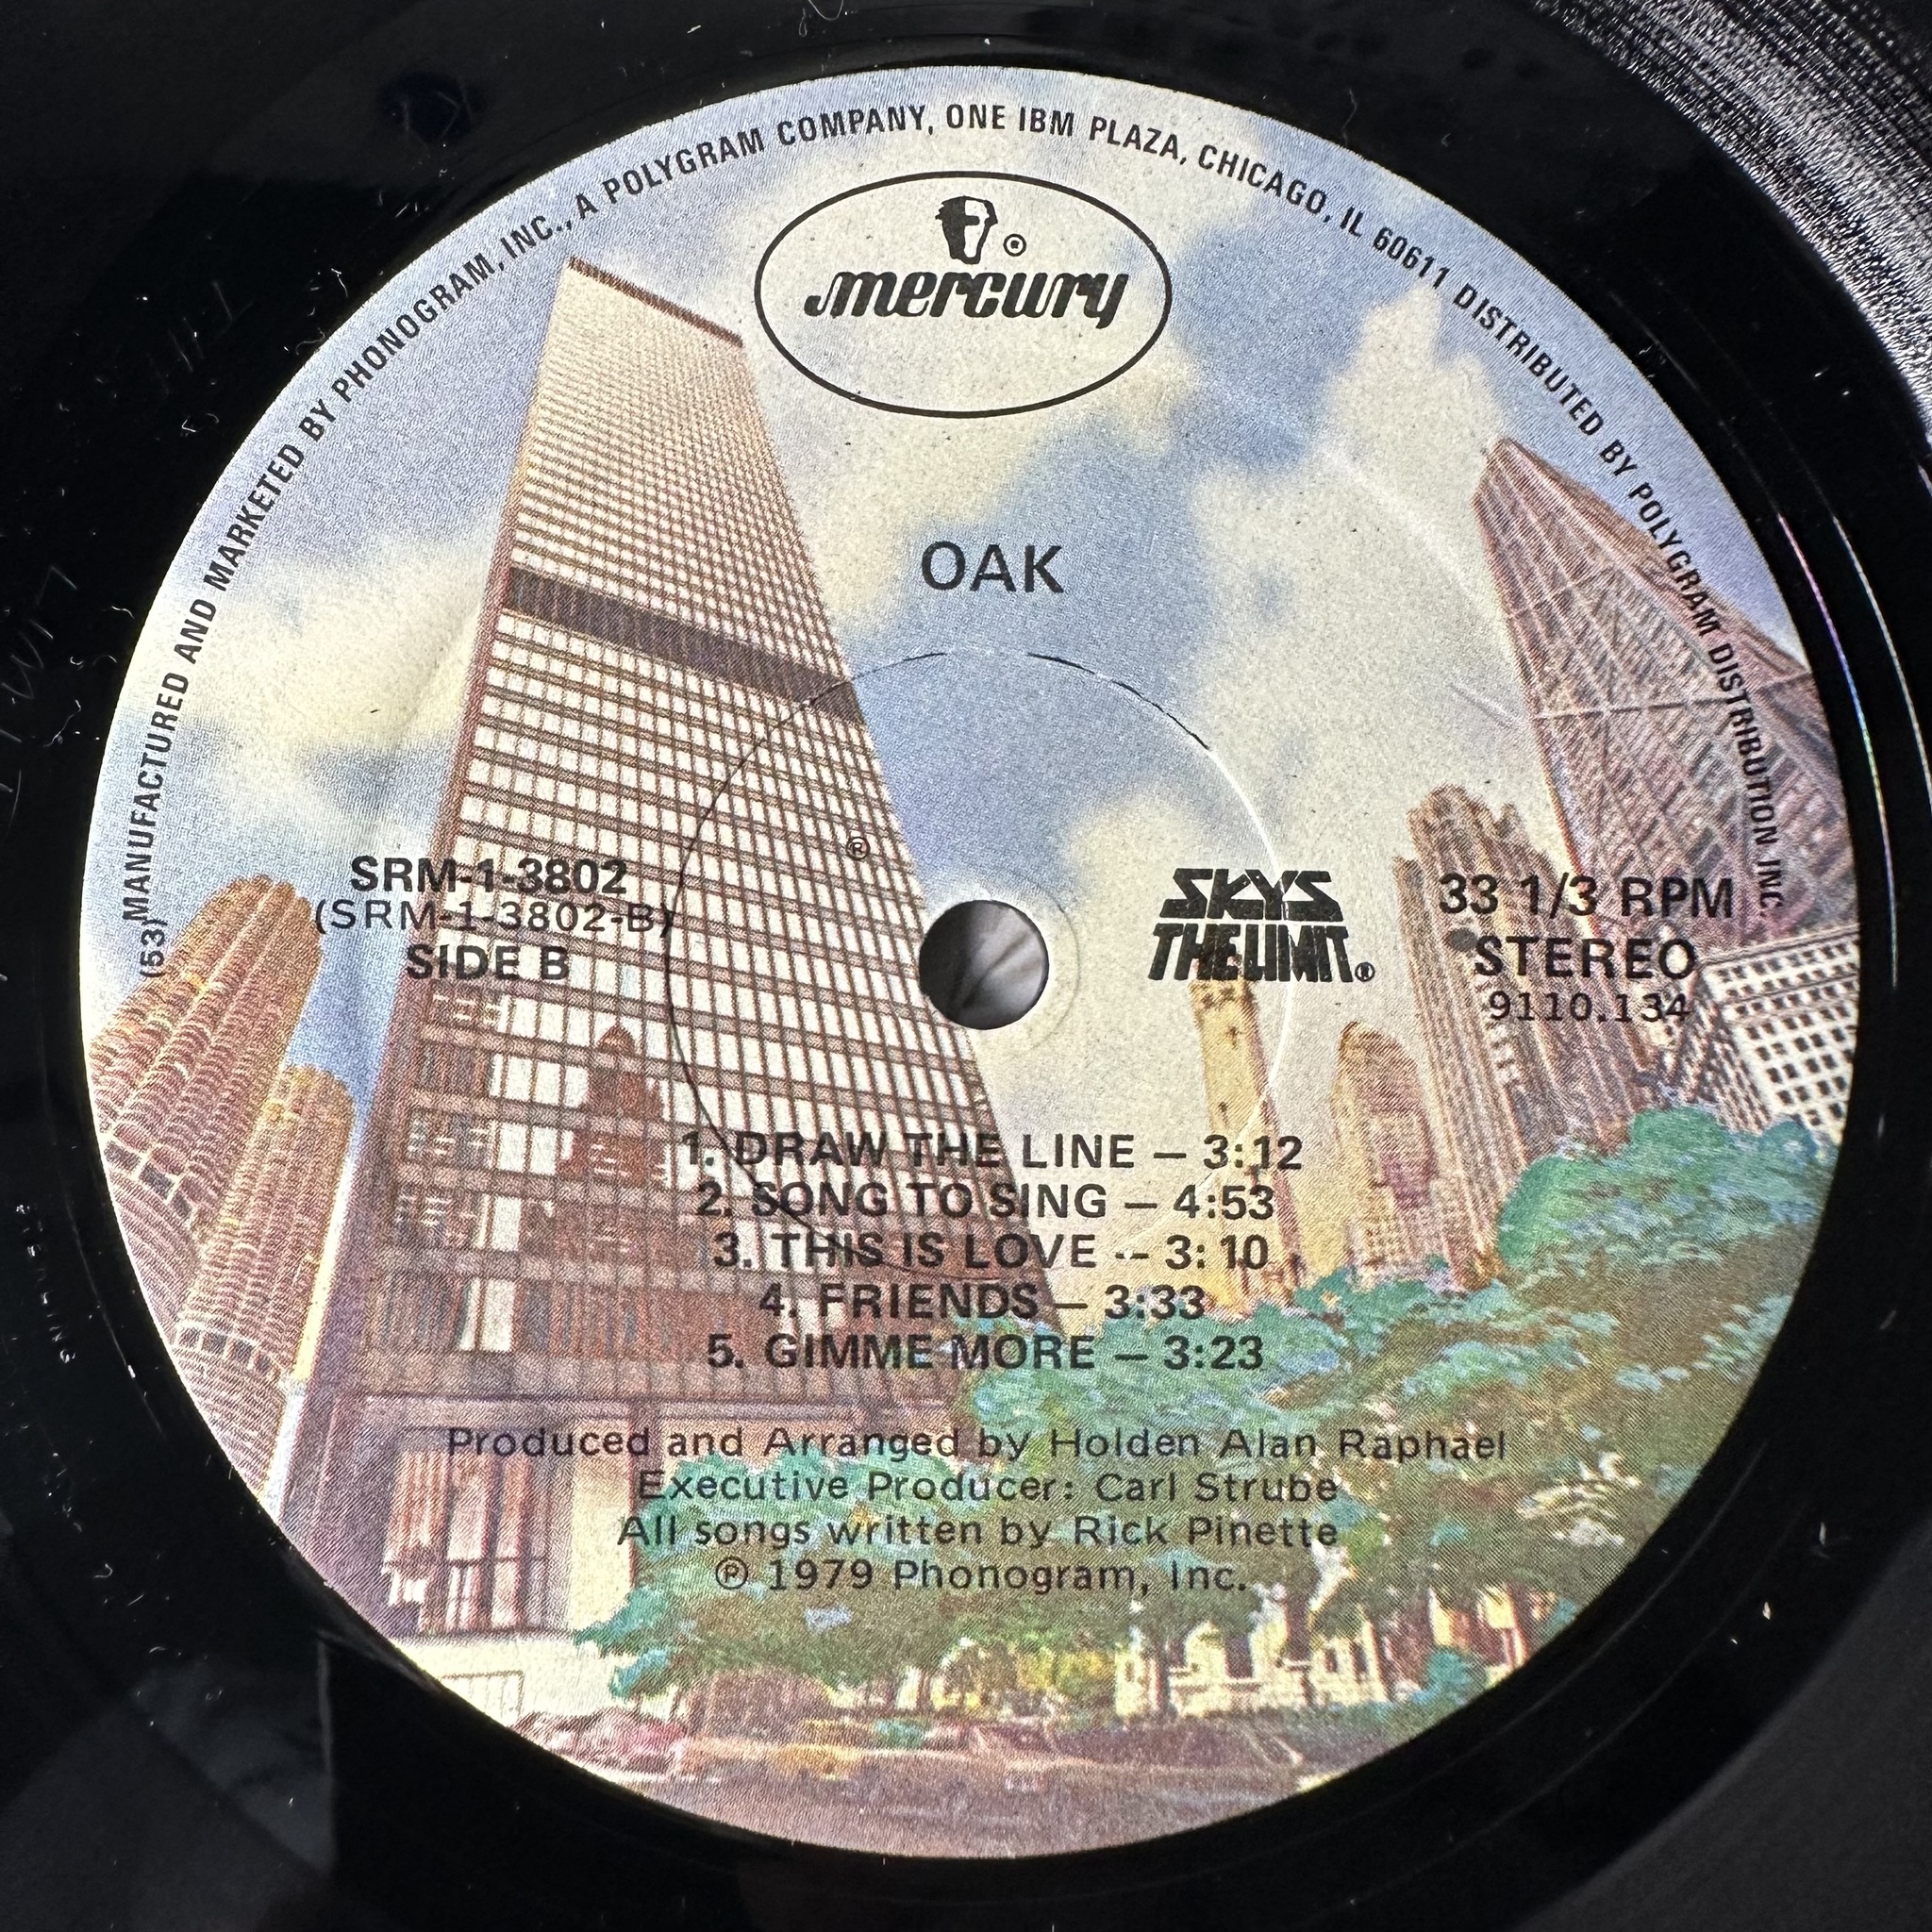 MANUFACTURED AND MARKETED BY PHONOGRAM, INC., A POLYGRAM COMPANY, ONE IBM PLAZA, CHICAGO, IL 60611 DISTRIBUTED BY POLYGRAM DISTRIBUTION INC.
(53)
®
mercury
OAK
®
SRM-1-3802
(SRM-1-3802-B)
SIDE B
SKYS
THE LIMIT®
33 1/3 RPM
STEREO
9110.134
1. DRAW THE LINE — 3:12
2. SONG TO SING — 4:53
3. THIS IS LOVE -- 3:10
4. FRIENDS — 3:33
5. GIMME MORE — 3:23
Produced and Arranged by Holden Alan Raphael
Executive Producer: Carl Strube
All songs written by Rick Pinette
℗ 1979 Phonogram, Inc.